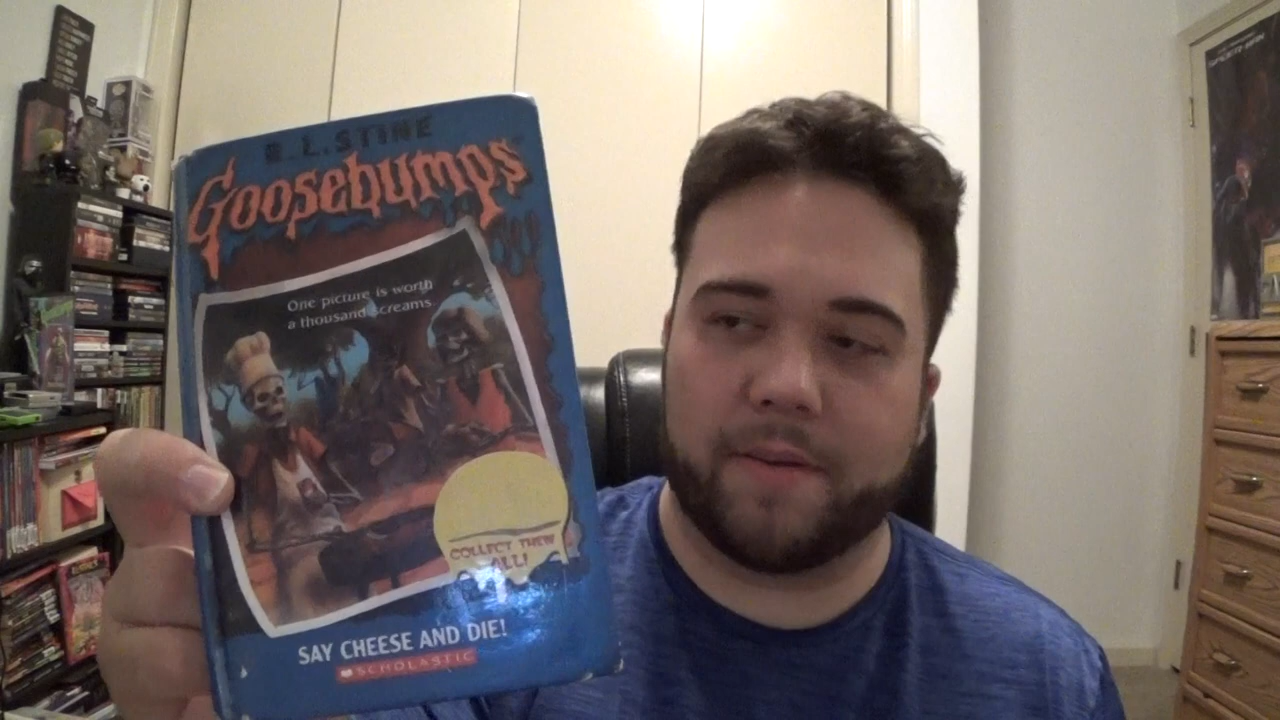 R.L. STINE
Goosebumps
One picture is worth
a thousand screams.
COLLECT THEM
ALL!
SAY CHEESE AND DIE!
SCHOLASTIC